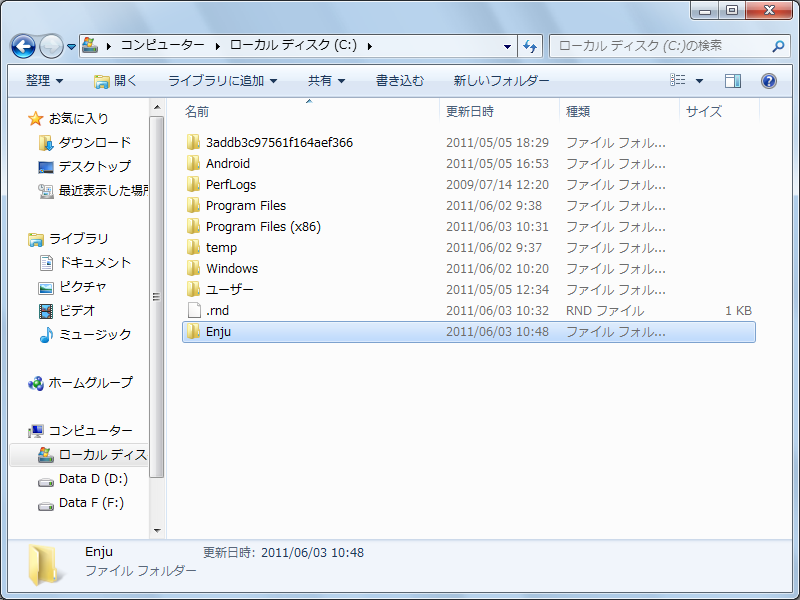 コンピューター ▸ ローカル ディスク (C:) ▸
ローカル ディスク (C:)の検索
整理 開く ライブラリに追加 共有 書き込む 新しいフォルダー
名前 更新日時 種類 サイズ
お気に入り
ダウンロード
デスクトップ
最近表示した場所
ライブラリ
ドキュメント
ピクチャ
ビデオ
ミュージック
ホームグループ
コンピューター
ローカル ディス
Data D (D:)
Data F (F:)
3addb3c97561f164aef366 2011/05/05 18:29 ファイル フォル...
Android 2011/05/05 16:53 ファイル フォル...
PerfLogs 2009/07/14 12:20 ファイル フォル...
Program Files 2011/06/02 9:38 ファイル フォル...
Program Files (x86) 2011/06/03 10:31 ファイル フォル...
temp 2011/06/02 9:37 ファイル フォル...
Windows 2011/06/02 10:20 ファイル フォル...
ユーザー 2011/05/05 12:34 ファイル フォル...
.rnd 2011/06/03 10:32 RND ファイル 1 KB
Enju 2011/06/03 10:48 ファイル フォル...
Enju 更新日時: 2011/06/03 10:48
ファイル フォルダー